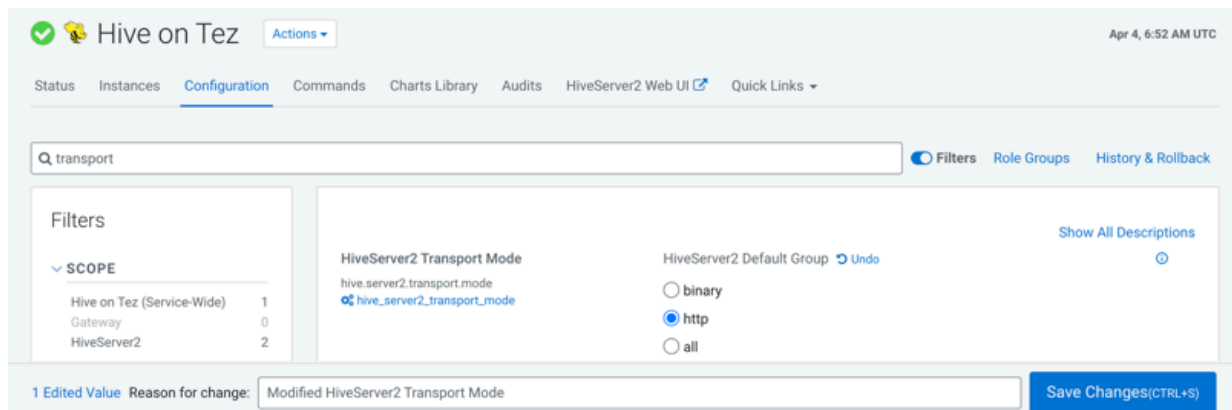 Hive on Tez Actions Apr 4, 6:52 AM UTC
Status Instances Configuration Commands Charts Library Audits HiveServer2 Web UI Quick Links
transport Filters Role Groups History & Rollback
Filters
Show All Descriptions
SCOPE
HiveServer2 Transport Mode HiveServer2 Default Group Undo
hive.server2.transport.mode
hive_server2_transport_mode
binary
http
all
Hive on Tez (Service-Wide) 1
Gateway 0
HiveServer2 2
1 Edited Value Reason for change: Modified HiveServer2 Transport Mode Save Changes(CTRL+S)